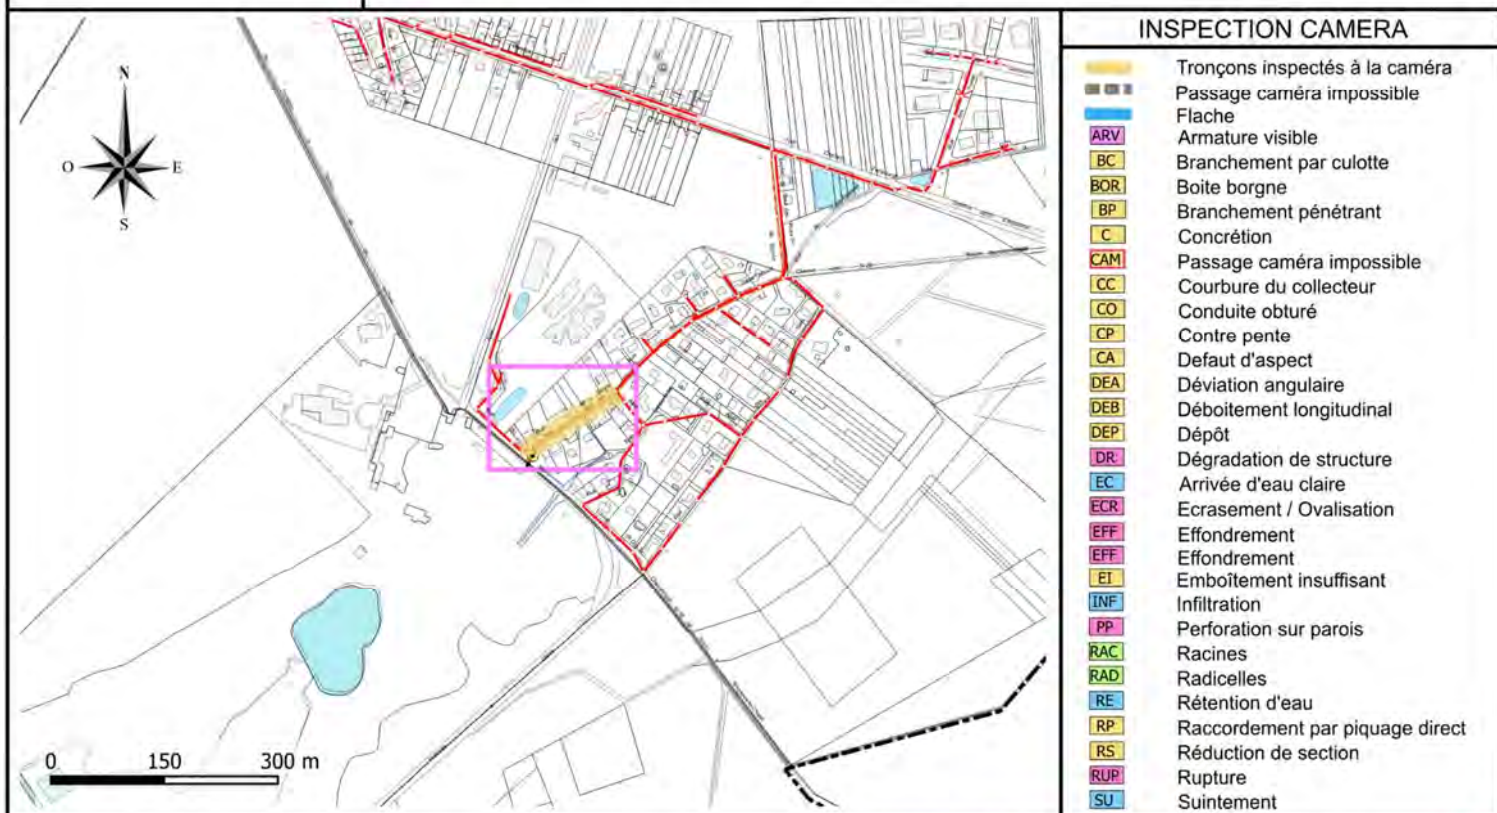 INSPECTION CAMERA
N
O
E
S
Tronçons inspectés à la caméra
Passage caméra impossible
Flache
ARV Armature visible
BC Branchement par culotte
BOR Boite borgne
BP Branchement pénétrant
C Concrétion
CAM Passage caméra impossible
CC Courbure du collecteur
CO Conduite obturé
CP Contre pente
CA Defaut d'aspect
DEA Déviation angulaire
DEB Déboitement longitudinal
DEP Dépôt
DR Dégradation de structure
EC Arrivée d'eau claire
ECR Ecrasement / Ovalisation
EFF Effondrement
EFF Effondrement
EI Emboîtement insuffisant
INF Infiltration
PP Perforation sur parois
RAC Racines
RAD Radicelles
RE Rétention d'eau
RP Raccordement par piquage direct
RS Réduction de section
RUP Rupture
SU Suintement
0 150 300 m